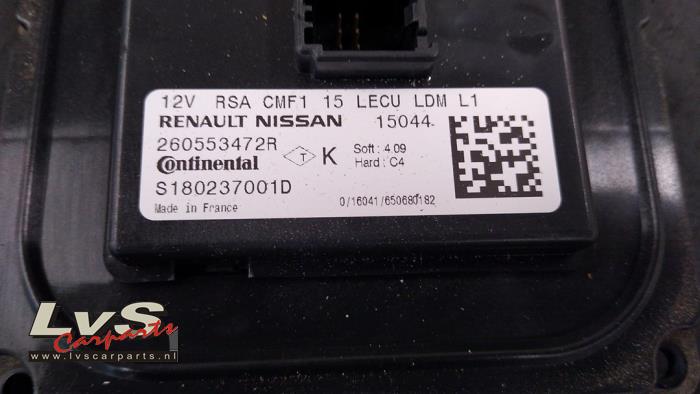 12V RSA CMF1 15 LECU LDM L1
RENAULT NISSAN 15044
260553472R
Continental T K Soft : 4.09
Hard : C4
S180237001D
Made in France 0/16041/650680182
LvS
Carparts
www.lvscarparts.nl